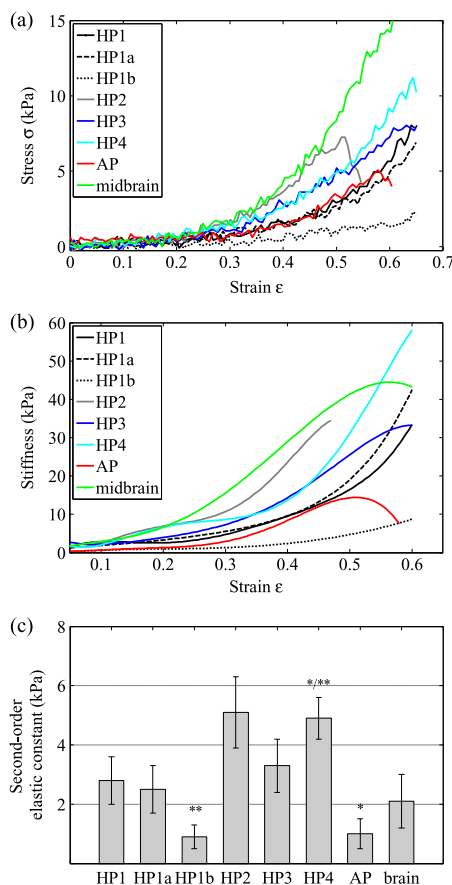 (a)
15
10
5
0
Stress σ (kPa)
HP1
HP1a
HP1b
HP2
HP3
HP4
AP
midbrain
0 0.1 0.2 0.3 0.4 0.5 0.6 0.7
Strain ε
(b)
60
50
40
30
20
10
0
Stiffness (kPa)
HP1
HP1a
HP1b
HP2
HP3
HP4
AP
midbrain
0.1 0.2 0.3 0.4 0.5 0.6
Strain ε
(c)
8
6
4
2
Second-order
elastic constant (kPa)
**
*/**
*
HP1 HP1a HP1b HP2 HP3 HP4 AP brain